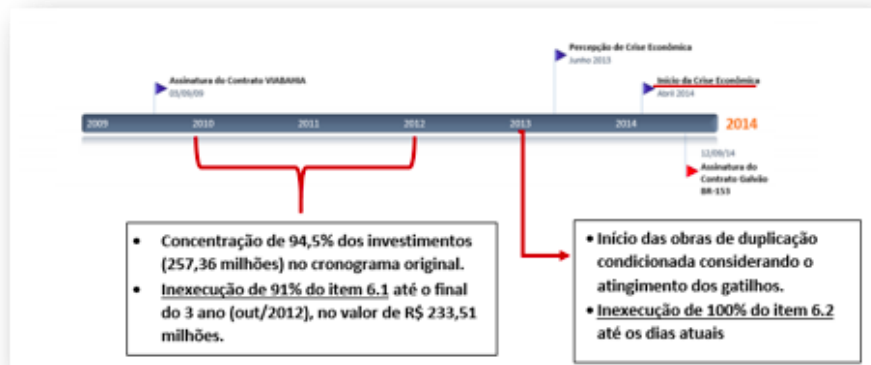 Percepção de Crise Econômica
Junho 2013
Assinatura do Contrato VIABAHIA
03/09/09
Início da Crise Econômica
Abril 2014
2009 2010 2011 2012 2013 2014 2014
12/09/14
Assinatura do
Contrato Galvão
BR-153
• Concentração de 94,5% dos investimentos
(257,36 milhões) no cronograma original.
• Inexecução de 91% do item 6.1 até o final
do 3 ano (out/2012), no valor de R$ 233,51
milhões.
• Início das obras de duplicação
condicionada considerando o
atingimento dos gatilhos.
• Inexecução de 100% do item 6.2
até os dias atuais